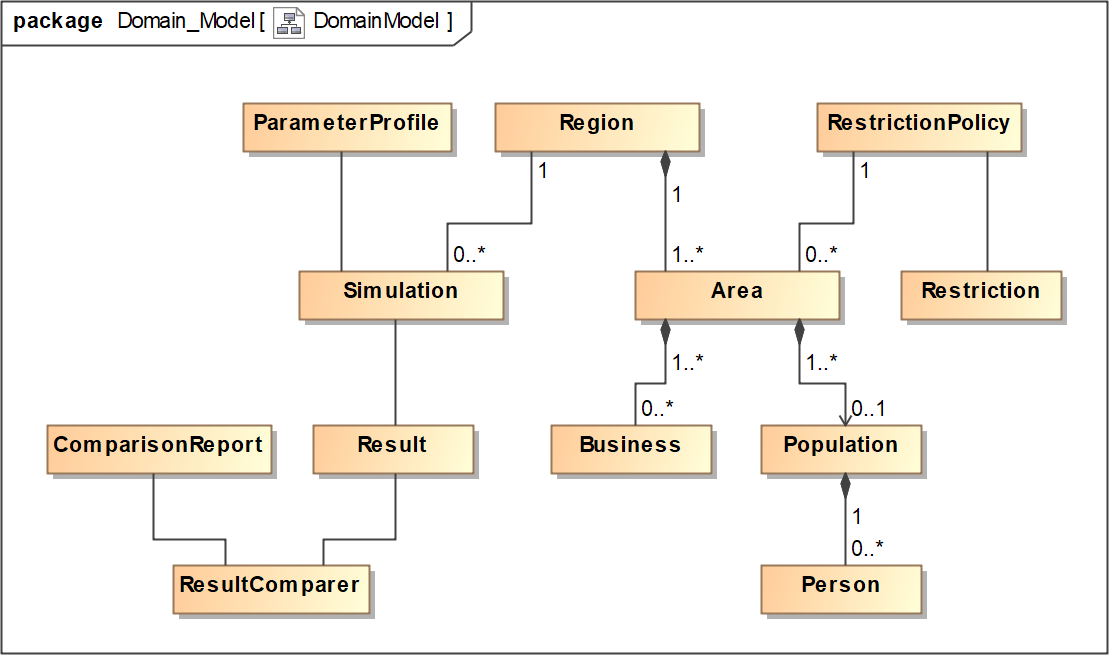 package Domain_Model [ DomainModel ]
ParameterProfile
Region
RestrictionPolicy
1
1
1
0..*
1..*
0..*
Simulation
Area
Restriction
1..*
1..*
0..*
0..1
ComparisonReport
Result
Business
Population
1
0..*
ResultComparer
Person